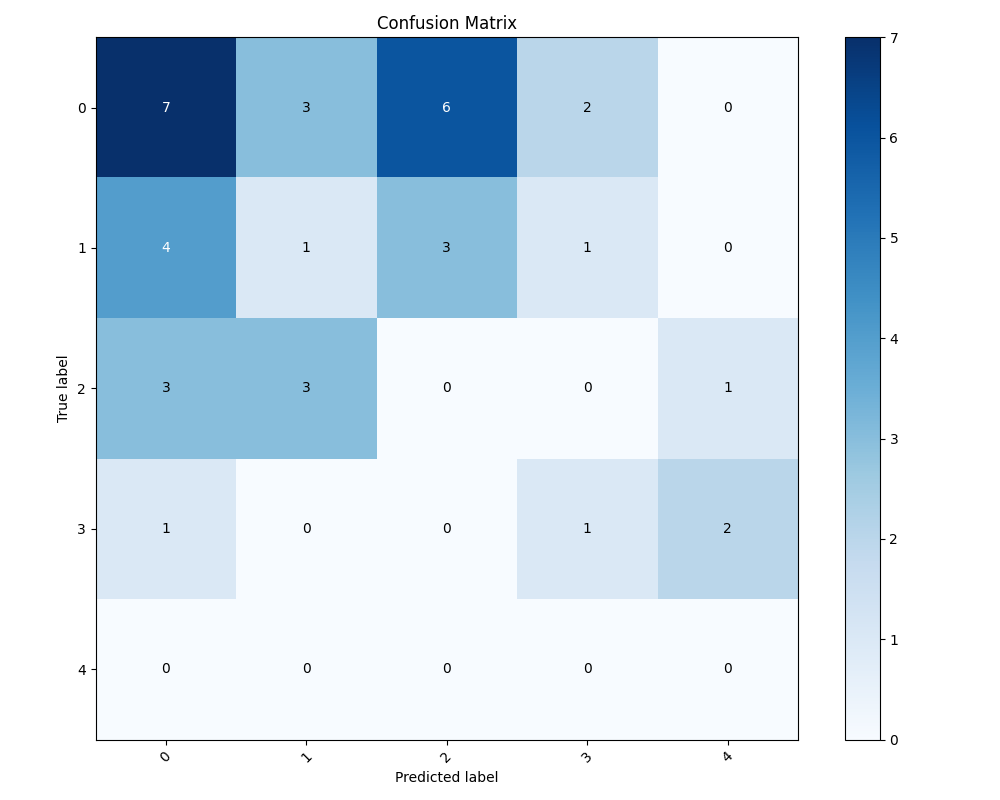 Confusion Matrix
0 7 3 6 2 0
1 4 1 3 1 0
2 3 3 0 0 1
3 1 0 0 1 2
4 0 0 0 0 0
0 1 2 3 4
True label
Predicted label
7
6
5
4
3
2
1
0